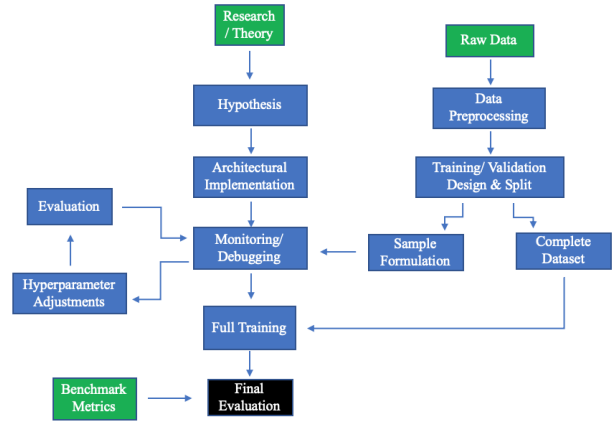 Research
/ Theory
Raw Data
Hypothesis
Data
Preprocessing
Architectural
Implementation
Training/ Validation
Design & Split
Evaluation
Monitoring/
Debugging
Sample
Formulation
Complete
Dataset
Hyperparameter
Adjustments
Full Training
Benchmark
Metrics
Final
Evaluation